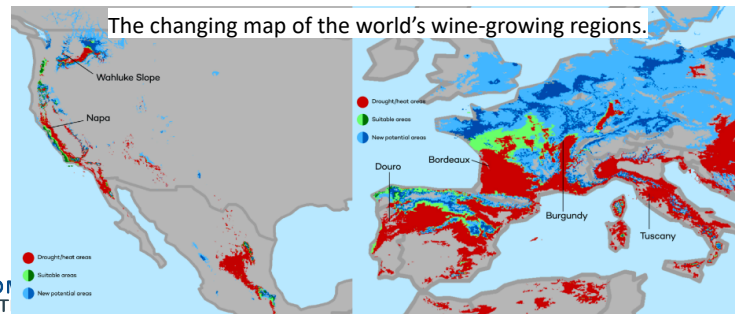 The changing map of the world's wine-growing regions.
Wahluke Slope
Napa
Drought/heat areas
Suitable areas
New potential areas
Drought/heat areas
Suitable areas
New potential areas
Bordeaux
Douro
Burgundy
Tuscany